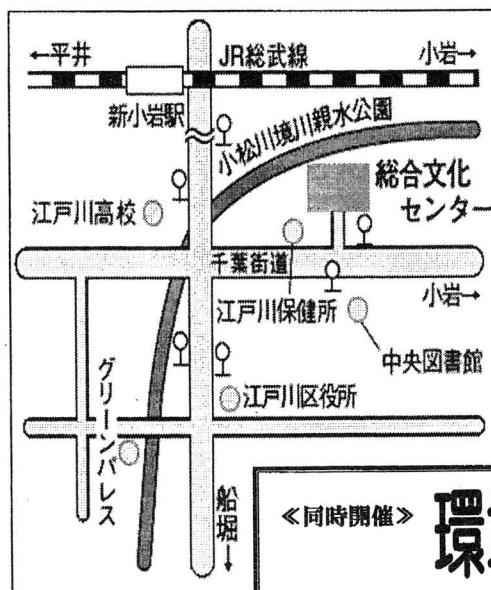 ←平井
JR総武線
小岩→
新小岩駅
小松川境川親水公園
総合文化
センター
江戸川高校
千葉街道
江戸川保健所
小岩→
中央図書館
グリーンパレス
江戸川区役所
船堀→
≪同時開催≫
環